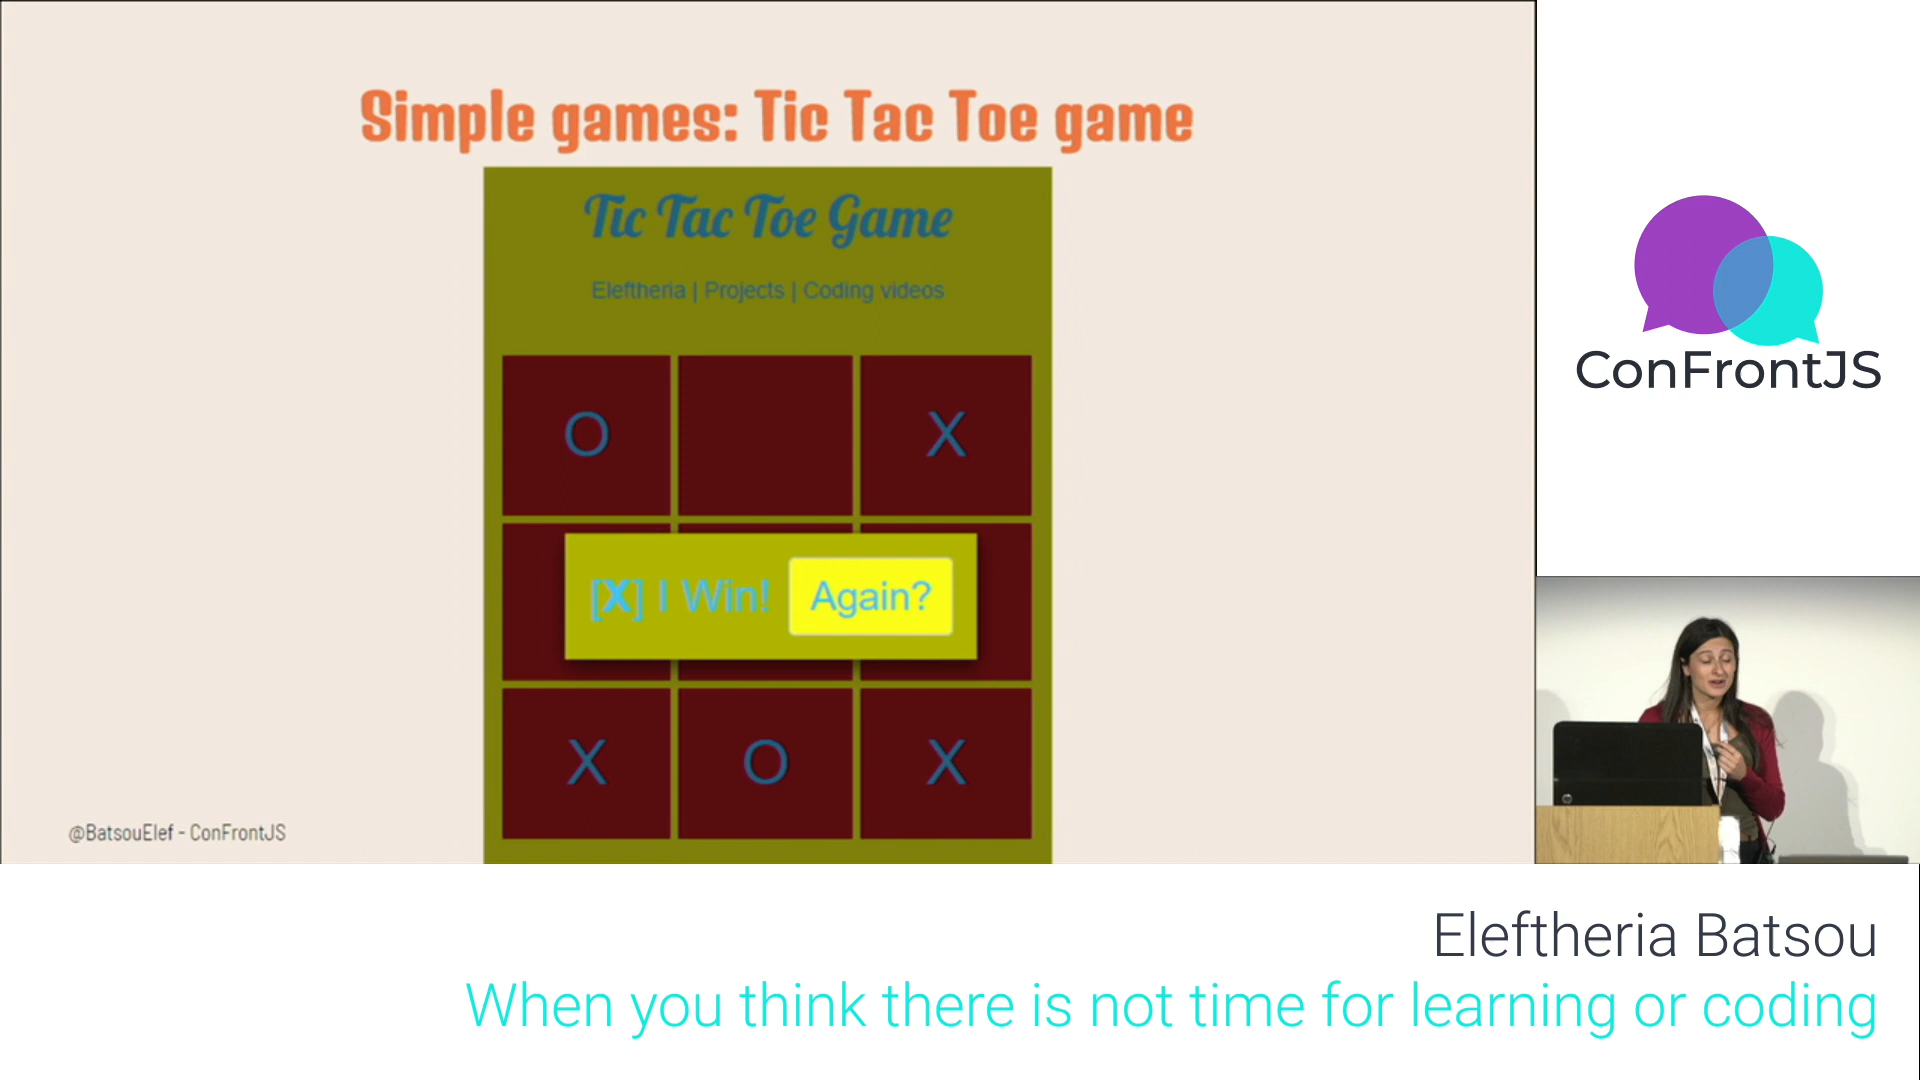 Simple games: Tic Tac Toe game
Tic Tac Toe Game
Eleftheria | Projects | Coding videos
O X
[X] I Win! Again?
X O X
@BatsouElef - ConFrontJS
ConFrontJS
Eleftheria Batsou
When you think there is not time for learning or coding